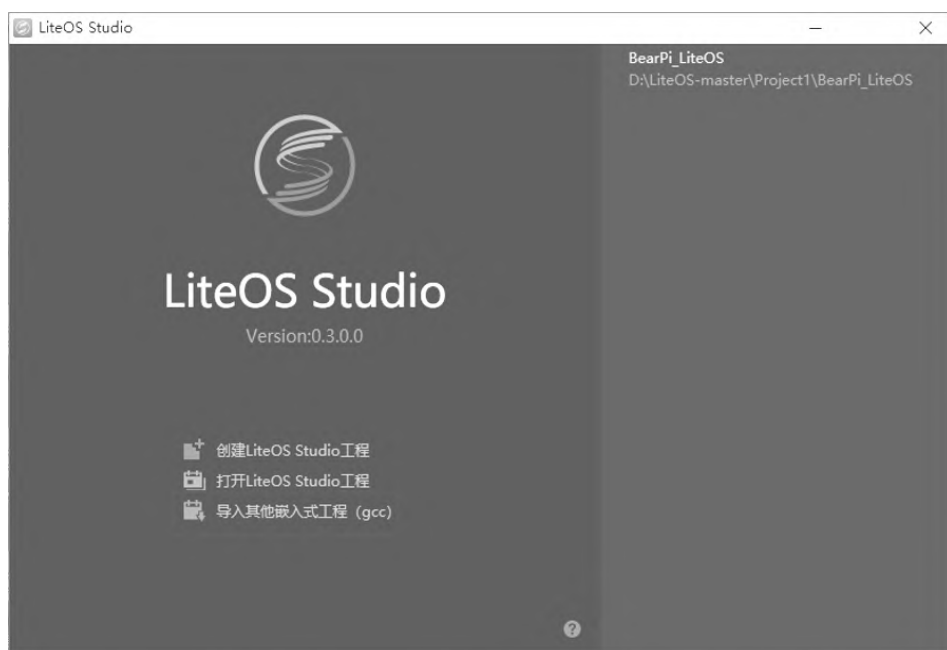 LiteOS Studio
BearPi_LiteOS
D:\LiteOS-master\Project1\BearPi_LiteOS
LiteOS Studio
Version:0.3.0.0
创建LiteOS Studio工程
打开LiteOS Studio工程
导入其他嵌入式工程（gcc）
?